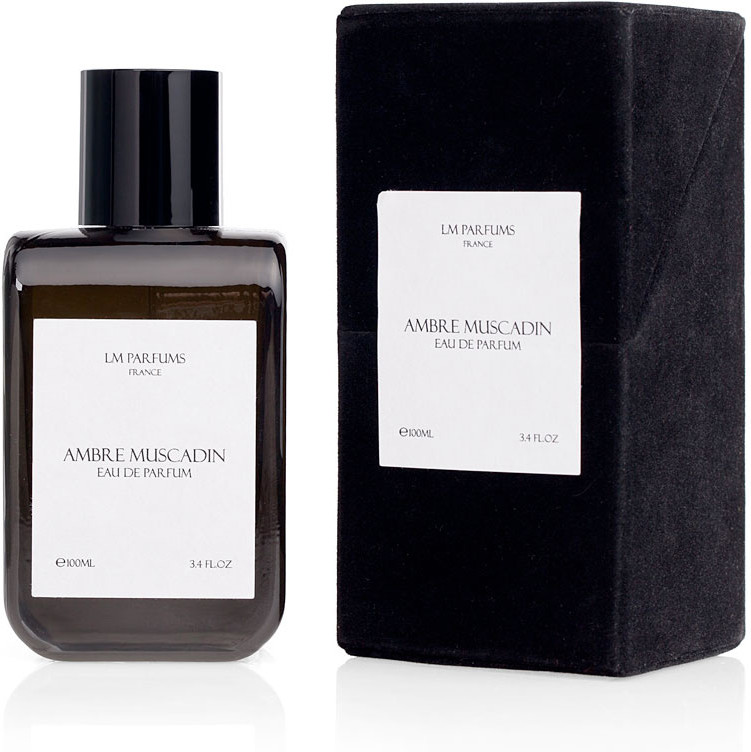 LM PARFUMS
FRANCE
AMBRE MUSCADIN
EAU DE PARFUM
℮100ML 3.4 FL.OZ
LM PARFUMS
FRANCE
AMBRE MUSCADIN
EAU DE PARFUM
℮100ML 3.4 FL.OZ